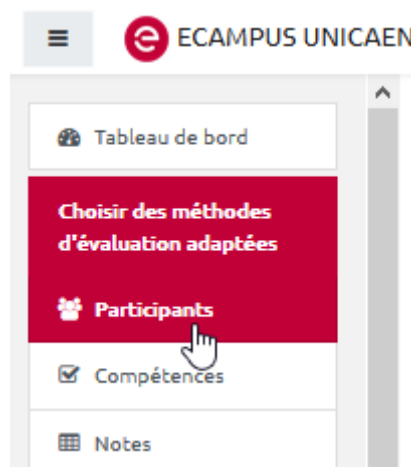 ECAMPUS UNICAEN
Tableau de bord
Choisir des méthodes
d'évaluation adaptées
Participants
Compétences
Notes